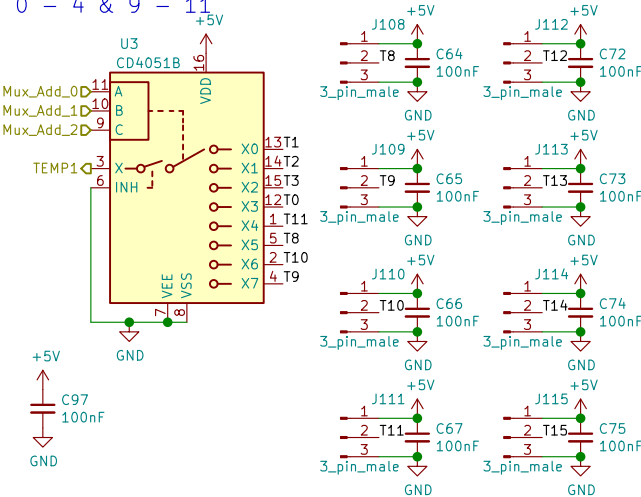 0 - 4 & 9 - 11
+5V
U3
CD4051B
16
VDD
Mux_Add_0 11 A
Mux_Add_1 10 B
Mux_Add_2 9 C
TEMP1 3 X
6 INH
X0 13 T1
X1 14 T2
X2 15 T3
X3 12 T0
X4 1 T11
X5 5 T8
X6 2 T10
X7 4 T9
VEE VSS
7 8
GND
+5V
C97
100nF
GND
+5V
J108
1
2 T8
3
3_pin_male
C64
100nF
GND
+5V
J112
1
2 T12
3
3_pin_male
C72
100nF
GND
+5V
J109
1
2 T9
3
3_pin_male
C65
100nF
GND
+5V
J113
1
2 T13
3
3_pin_male
C73
100nF
GND
+5V
J110
1
2 T10
3
3_pin_male
C66
100nF
GND
+5V
J114
1
2 T14
3
3_pin_male
C74
100nF
GND
+5V
J111
1
2 T11
3
3_pin_male
C67
100nF
GND
+5V
J115
1
2 T15
3
3_pin_male
C75
100nF
GND